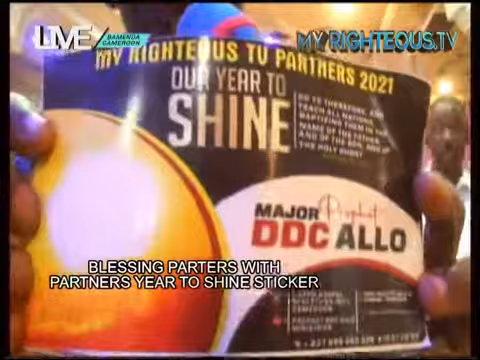 LIVE
BAMENDA
CAMEROON
MY RIGHTEOUS.TV
MY RIGHTEOUS TV PARTNERS 2021
OUR YEAR TO
SHINE
GO YE THEREFORE, AND
TEACH ALL NATIONS,
BAPTIZING THEM IN THE
NAME OF THE FATHER,
AND OF THE SON, AND OF
THE HOLY GHOST
MAJOR Prophet
DDC ALLO
BLESSING PARTERS WITH
PARTNERS YEAR TO SHINE STICKER
CAMEROON